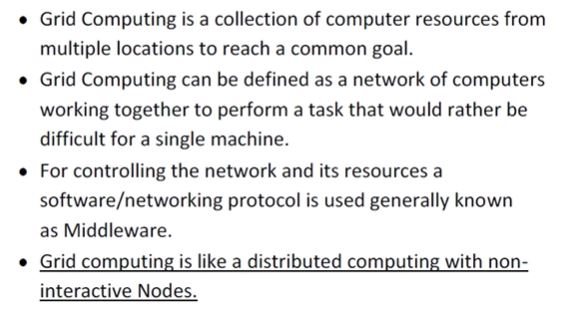 • Grid Computing is a collection of computer resources from
multiple locations to reach a common goal.
• Grid Computing can be defined as a network of computers
working together to perform a task that would rather be
difficult for a single machine.
• For controlling the network and its resources a
software/networking protocol is used generally known
as Middleware.
• Grid computing is like a distributed computing with non-
interactive Nodes.